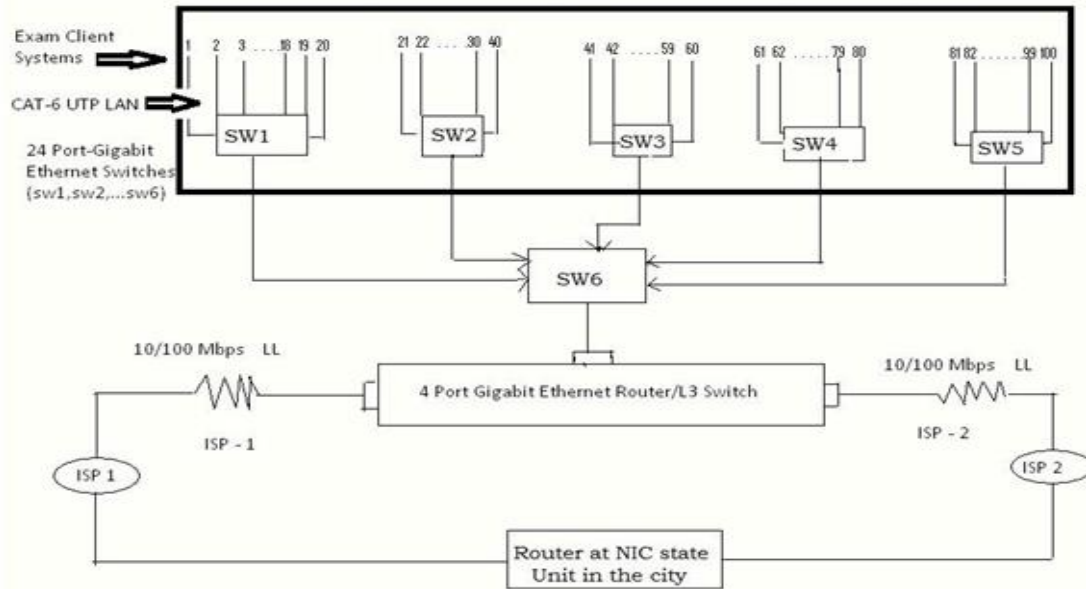 Exam Client
Systems
1 2 3 ..... 18 19 20
21 22 ..... 30 40
41 42 ...... 59 60
61 62 ...... 79 80
81 82 ....... 99 100
CAT-6 UTP LAN
SW1
SW2
SW3
SW4
SW5
24 Port-Gigabit
Ethernet Switches
(sw1,sw2,...sw6)
SW6
10/100 Mbps LL
10/100 Mbps LL
4 Port Gigabit Ethernet Router/L3 Switch
ISP - 1
ISP - 2
ISP 1
ISP 2
Router at NIC state
Unit in the city